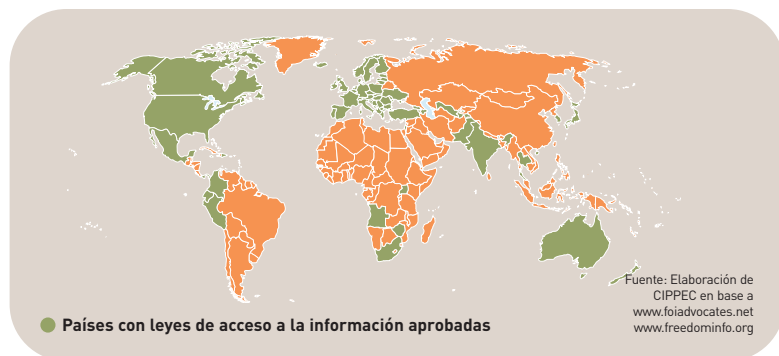 Fuente: Elaboración de
CIPPEC en base a
www.foiadvocates.net
www.freedominfo.org
Países con leyes de acceso a la información aprobadas